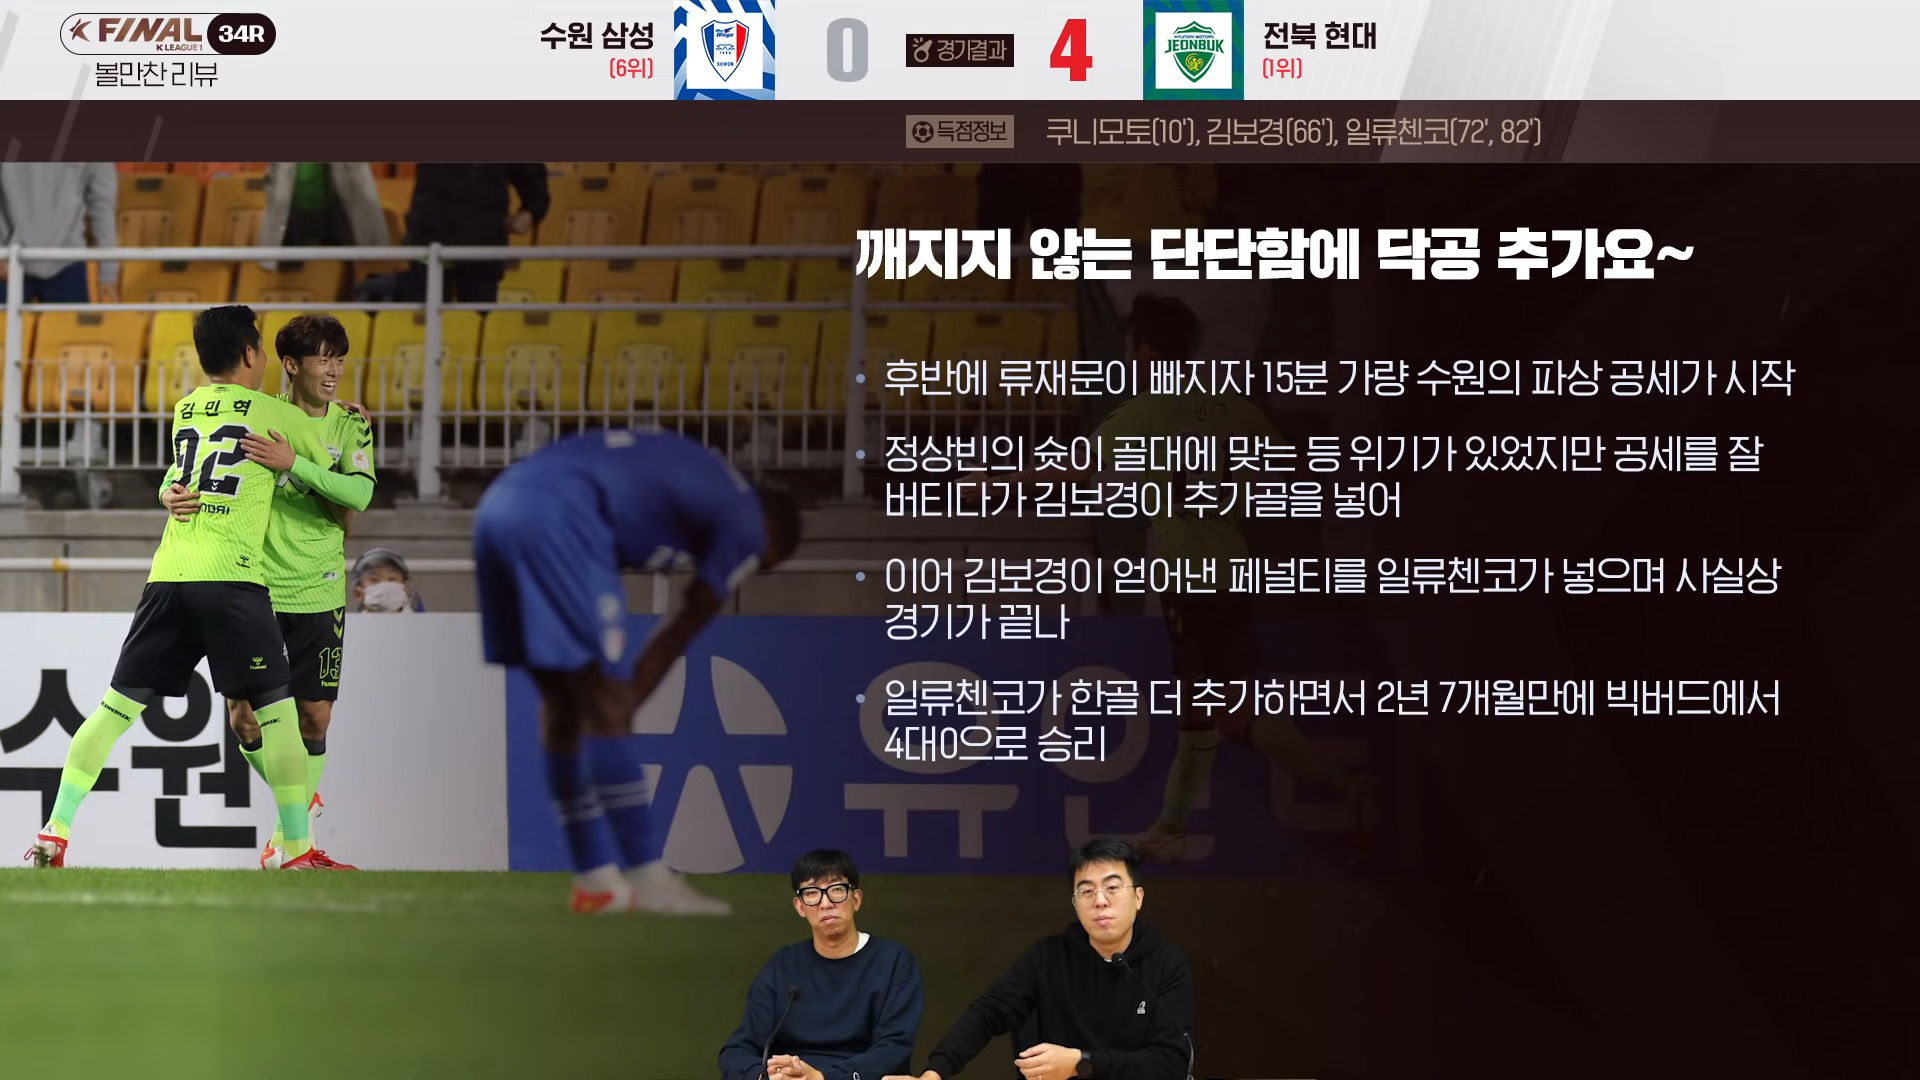 FINAL
K LEAGUE 1
34R
볼만찬 리뷰
수원 삼성
(6위)
0
경기결과
4
HYUNDAI MOTORS
JEONBUK
전북 현대
(1위)
득점정보
쿠니모토(10'), 김보경(66'), 일류첸코(72', 82')
깨지지 않는 단단함에 닥공 추가요~
• 후반에 류재문이 빠지자 15분 가량 수원의 파상 공세가 시작
• 정상빈의 슛이 골대에 맞는 등 위기가 있었지만 공세를 잘
버티다가 김보경이 추가골을 넣어
• 이어 김보경이 얻어낸 페널티를 일류첸코가 넣으며 사실상
경기가 끝나
• 일류첸코가 한골 더 추가하면서 2년 7개월만에 빅버드에서
4대0으로 승리
김민혁
92
13
수원
유안